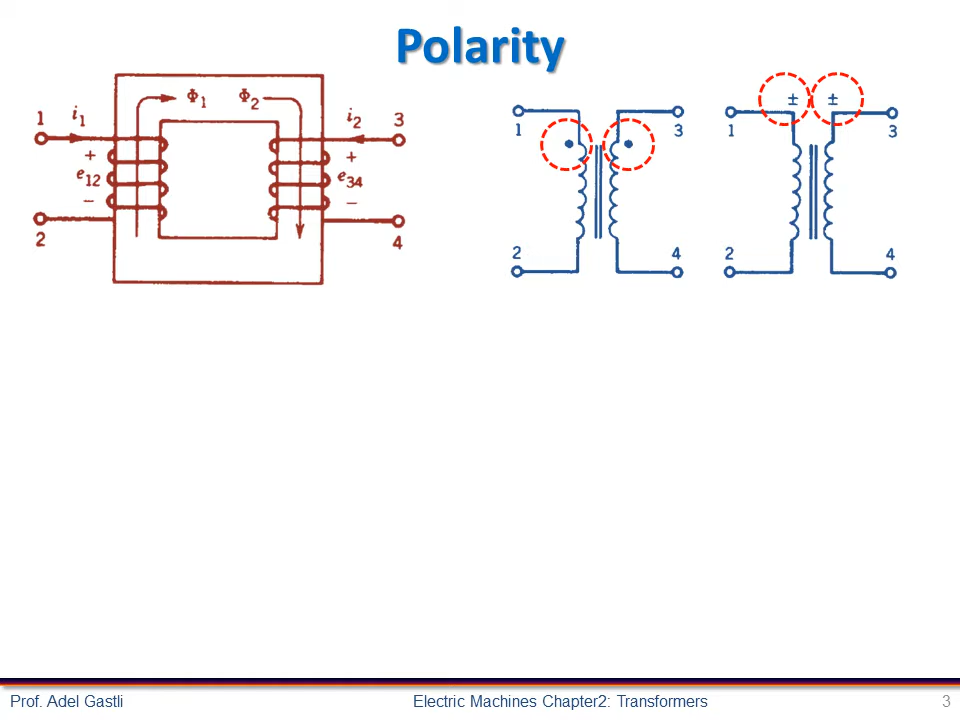 Polarity
1 i1 Φ1 Φ2 i2 3
+ e12 −
+ e34 −
2 4
1 3
2 4
± ±
1 3
2 4
Prof. Adel Gastli Electric Machines Chapter2: Transformers 3